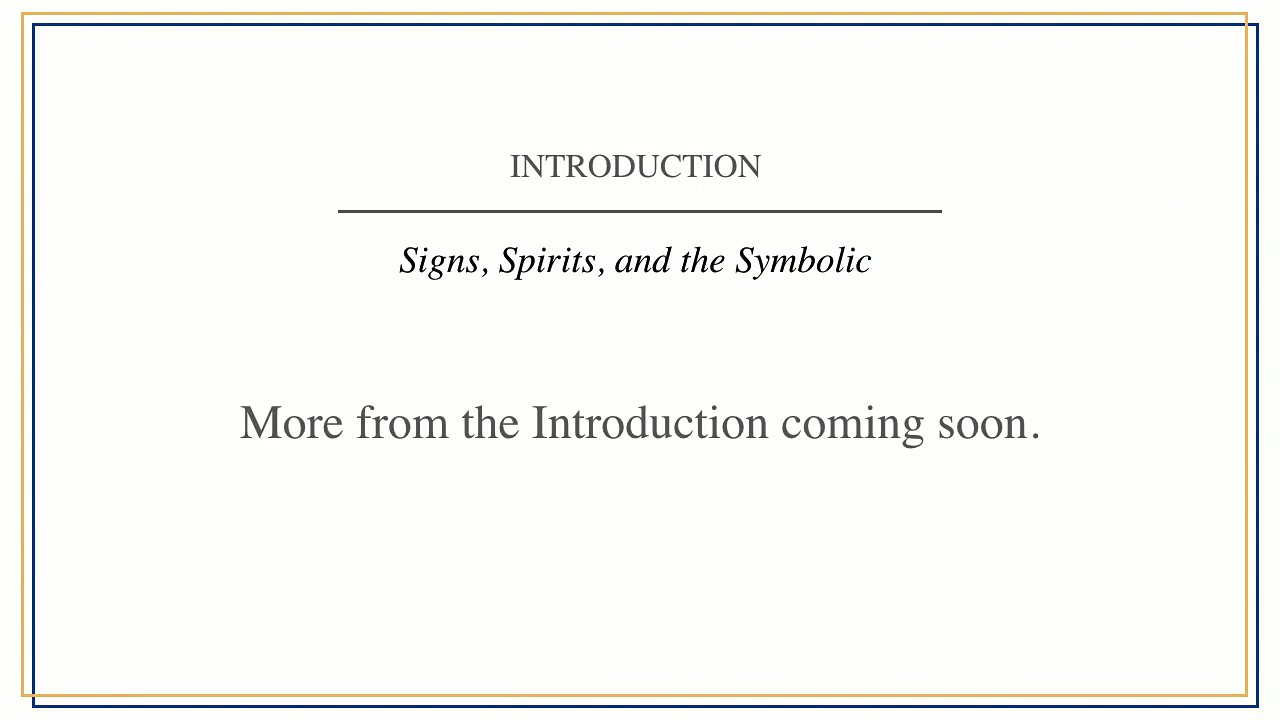 INTRODUCTION
Signs, Spirits, and the Symbolic
More from the Introduction coming soon.